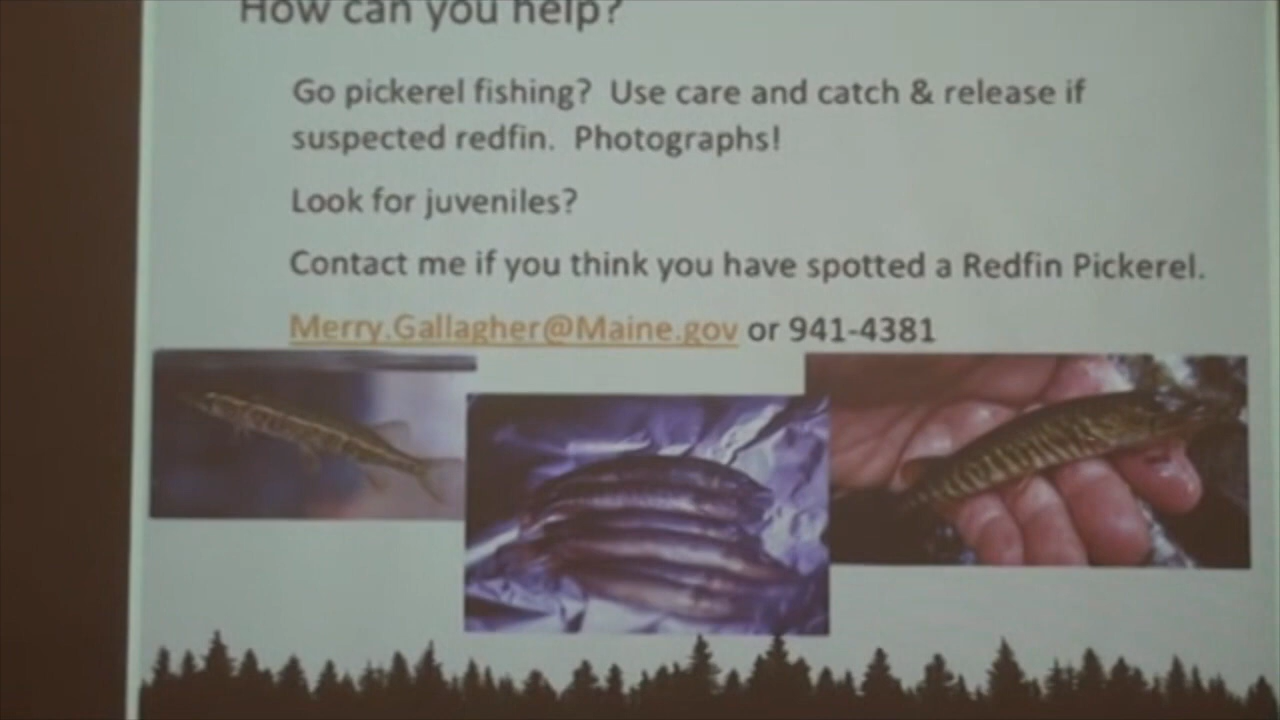 How can you help?
Go pickerel fishing? Use care and catch & release if
suspected redfin. Photographs!
Look for juveniles?
Contact me if you think you have spotted a Redfin Pickerel.
Merry.Gallagher@Maine.gov or 941-4381